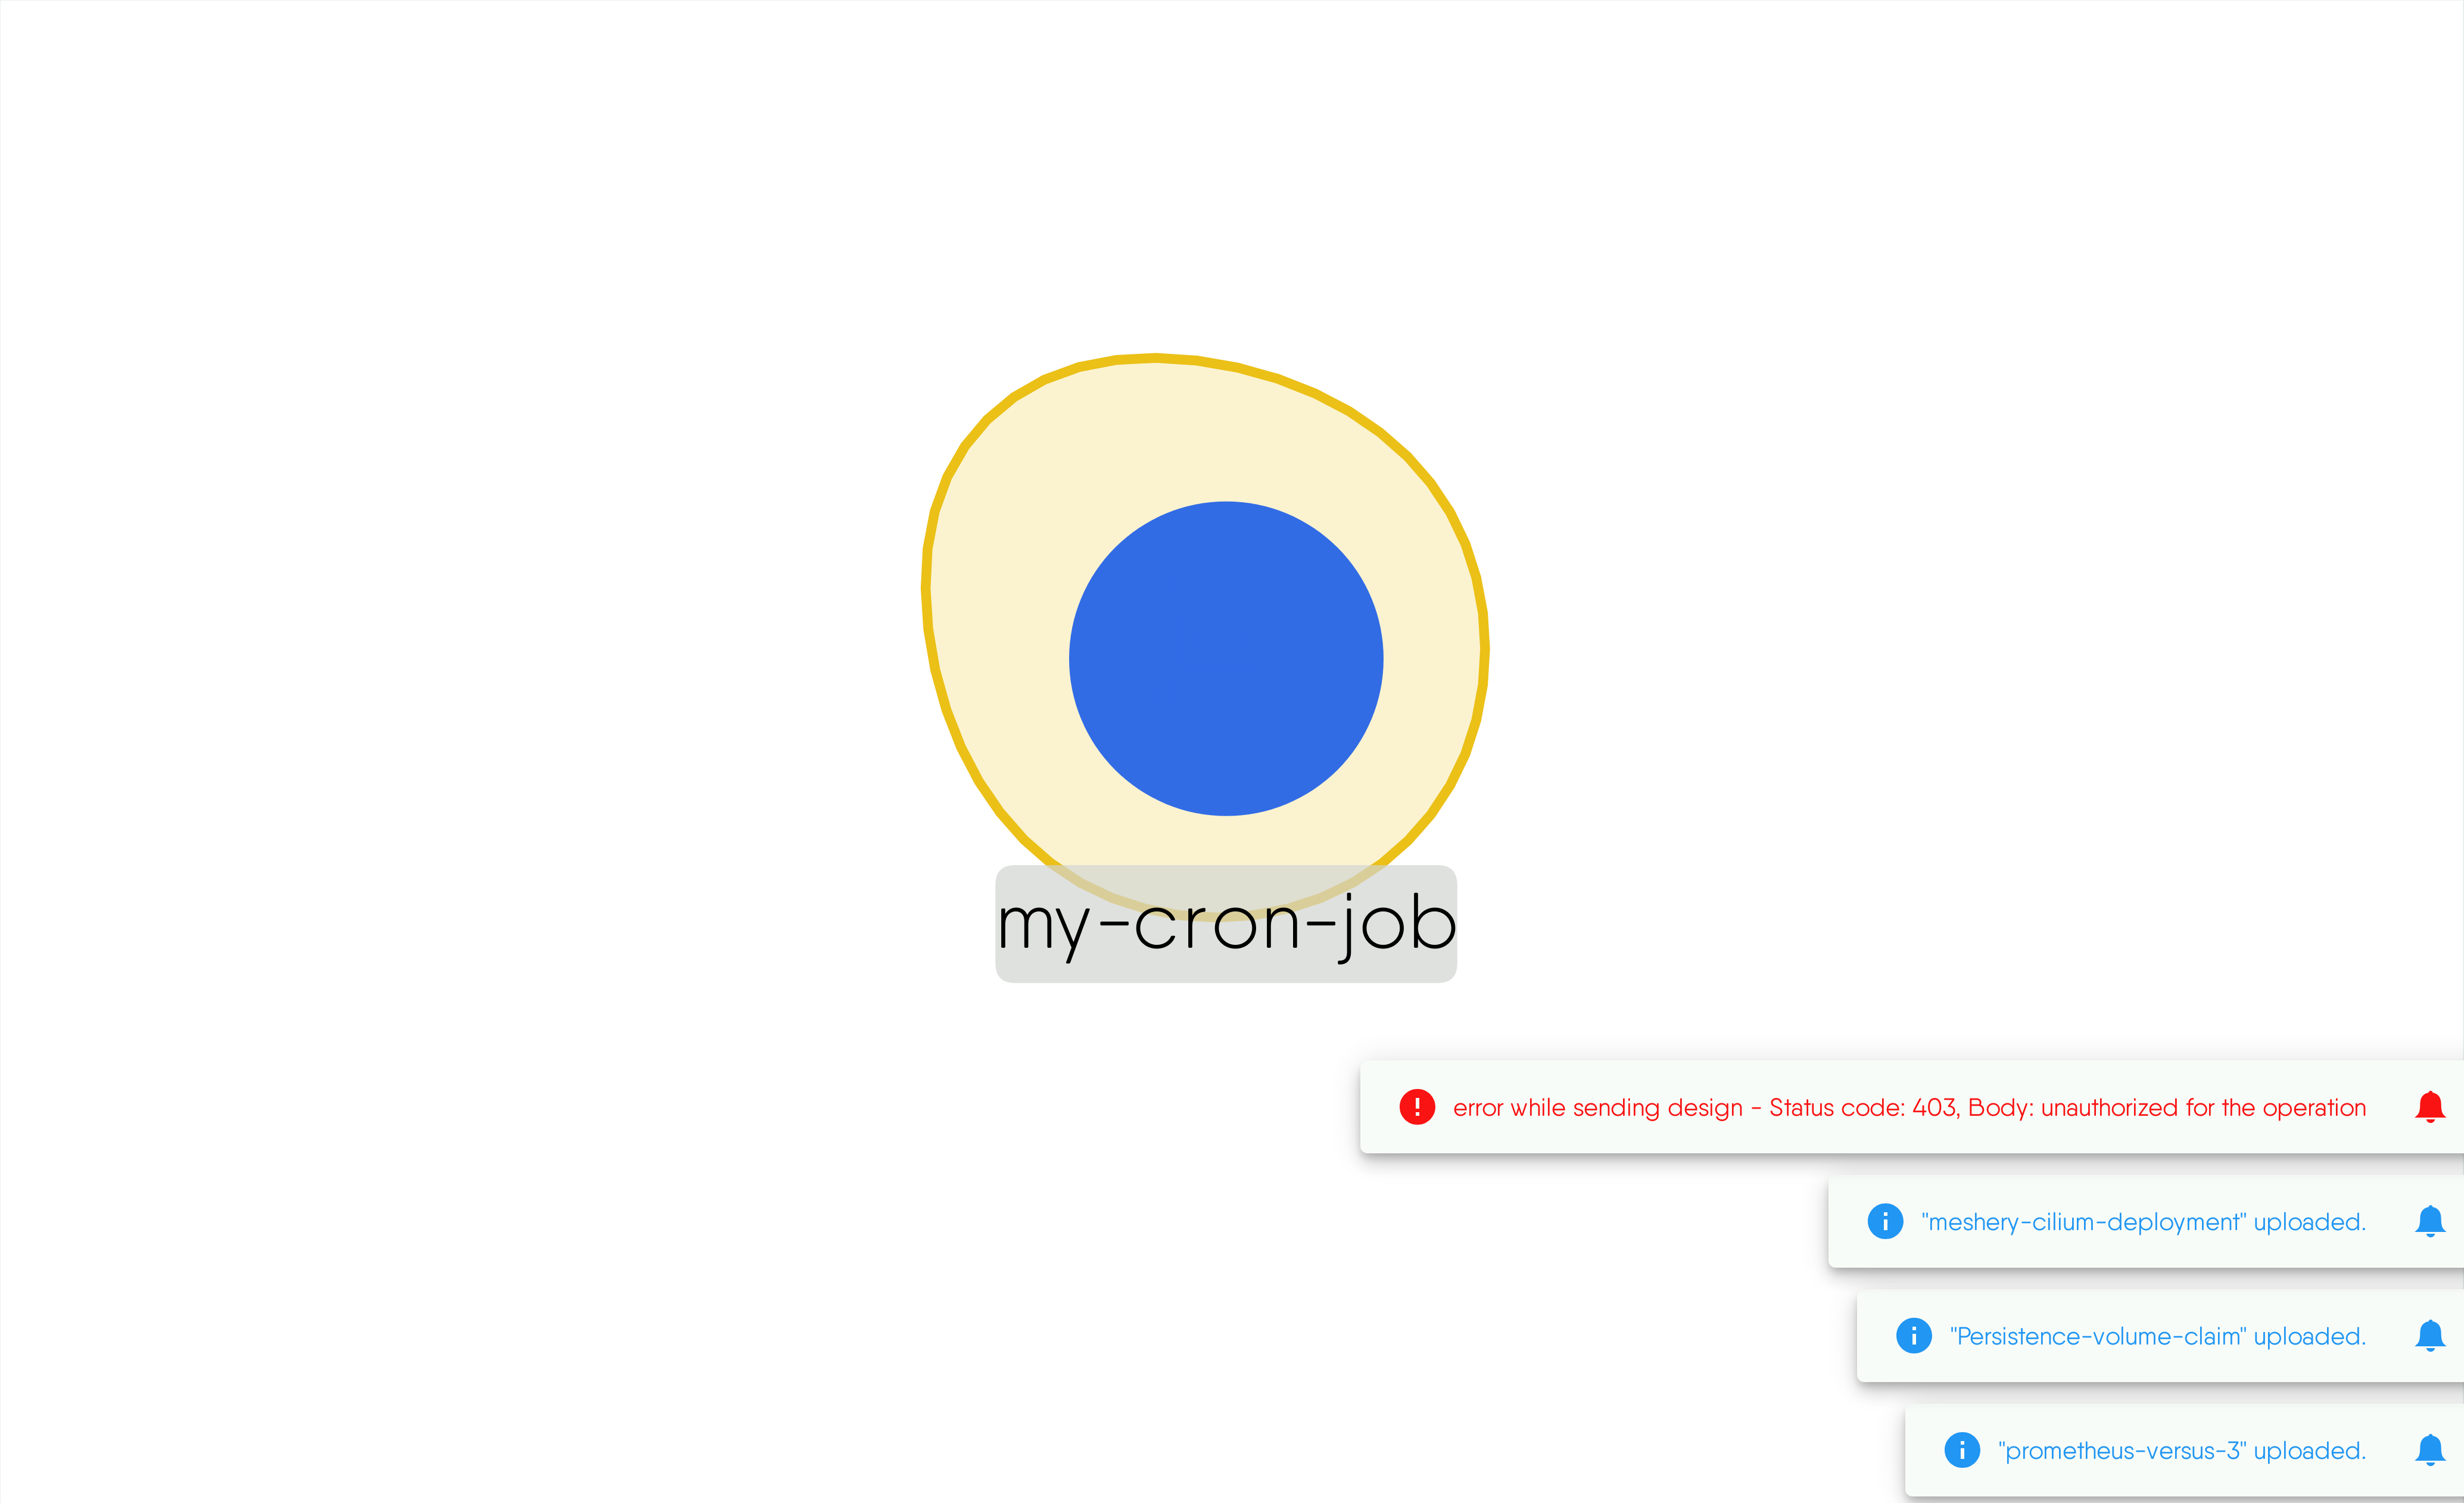 my-cron-job
error while sending design - Status code: 403, Body: unauthorized for the operation
"meshery-cilium-deployment" uploaded.
"Persistence-volume-claim" uploaded.
"prometheus-versus-3" uploaded.